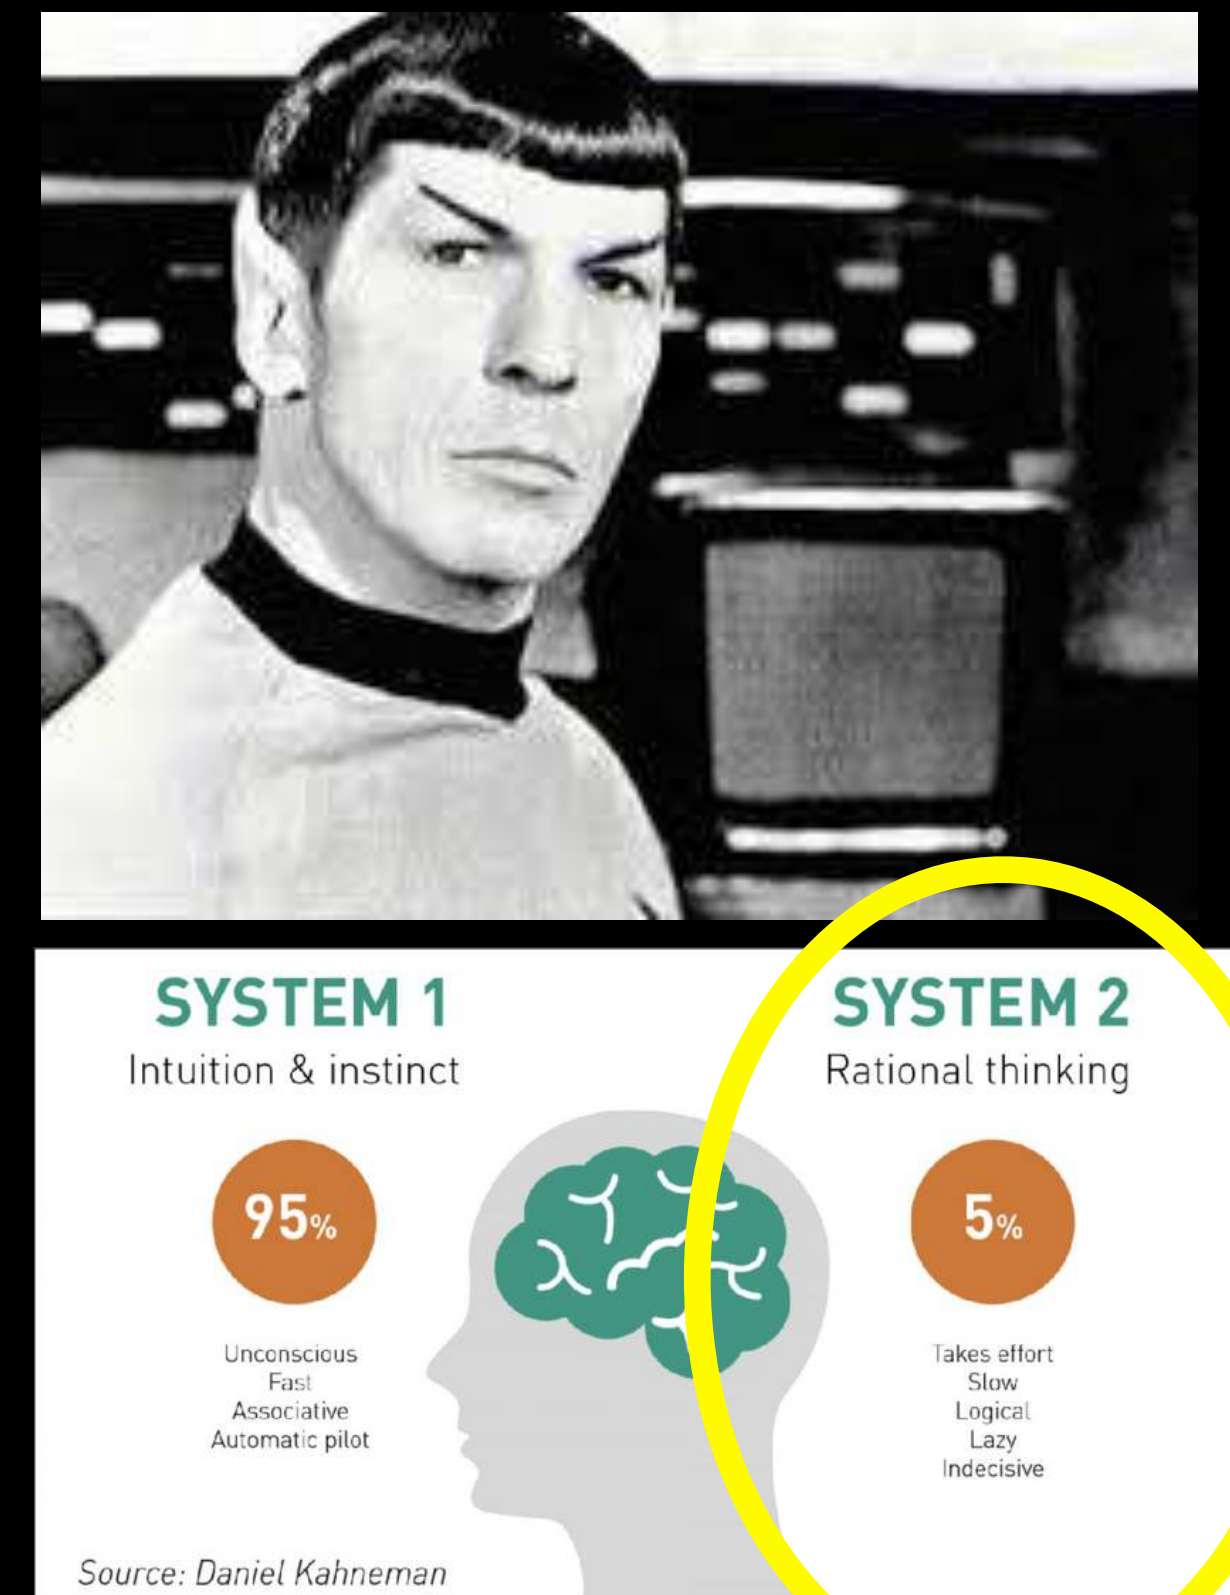 SYSTEM 1
Intuition & instinct
95%
Unconscious
Fast
Associative
Automatic pilot
SYSTEM 2
Rational thinking
5%
Takes effort
Slow
Logical
Lazy
Indecisive
Source: Daniel Kahneman